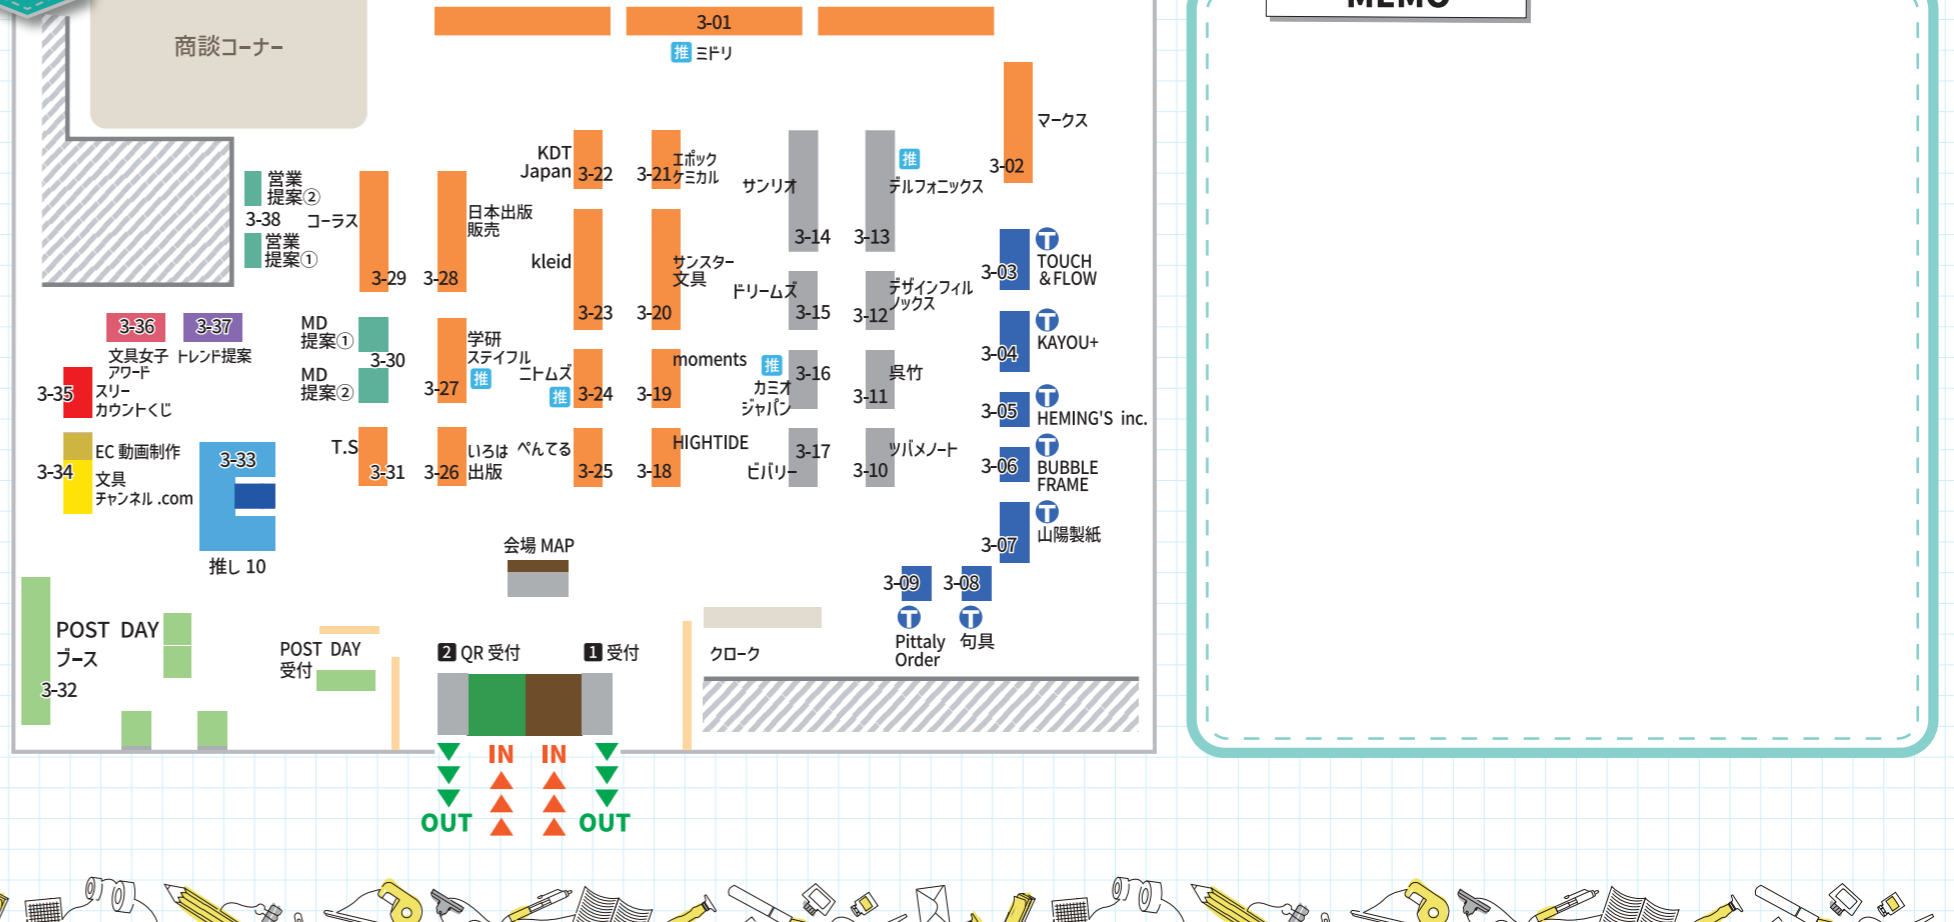 MEMO
商談コーナー
3-01
推 ミドリ
マークス
3-02
KDT
Japan
3-22
3-21
エポック
ケミカル
サンリオ
3-14
推
デルフォニックス
3-13
営業
提案②
3-38
営業
提案①
コーラス
3-29
3-28
日本出版
販売
kleid
3-23
3-20
サンスター
文具
ドリームズ
3-15
3-12
デザインフィル
ノックス
3-03
T
TOUCH
&FLOW
3-04
T
KAYOU+
3-36
文具女子
アワード
3-37
トレンド提案
MD
提案①
3-30
MD
提案②
学研
ステイフル
推
3-27
ニトムズ
推
3-24
3-19
moments
推
カミオ
ジャパン
3-16
3-11
呉竹
3-05
T
HEMING'S inc.
3-35
スリー
カウントくじ
3-34
EC 動画制作
文具
チャンネル .com
3-33
推し 10
T.S
3-31
3-26
いろは
出版
ぺんてる
3-25
3-18
HIGHTIDE
ビバリー
3-17
3-10
ツバメノート
3-06
T
BUBBLE
FRAME
3-07
T
山陽製紙
3-09
T
Pittaly
Order
3-08
T
句具
会場 MAP
POST DAY
ブース
3-32
POST DAY
受付
2 QR 受付
1 受付
クローク
IN
IN
OUT
OUT